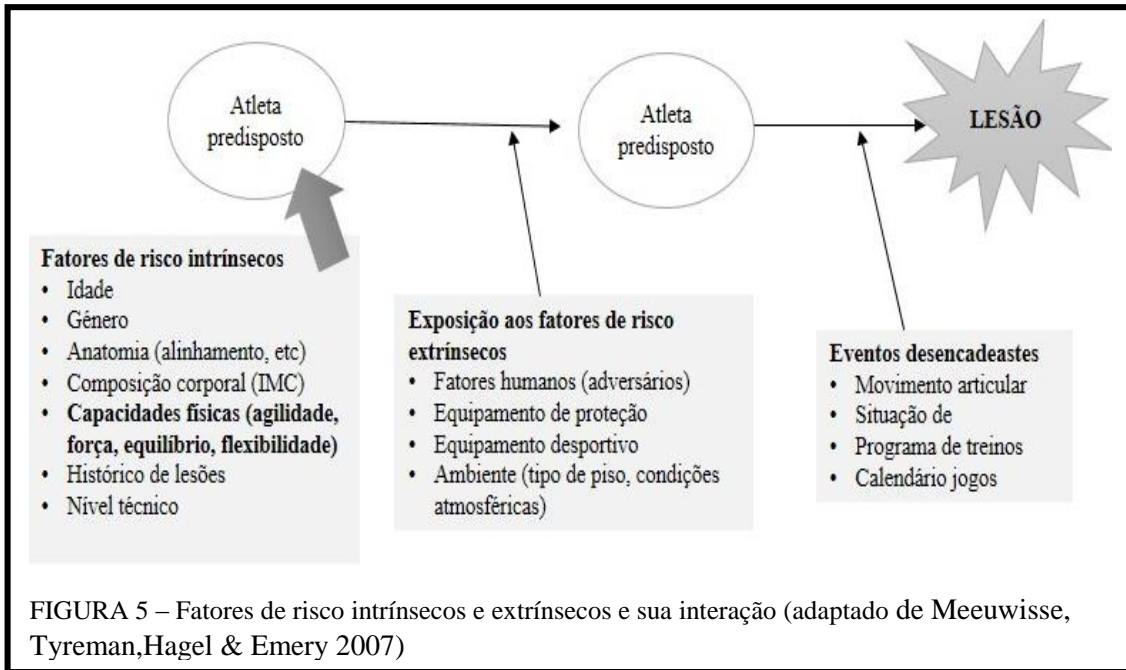 Atleta
predisposto
Atleta
predisposto
LESÃO
Fatores de risco intrínsecos
• Idade
• Género
• Anatomia (alinhamento, etc)
• Composição corporal (IMC)
• Capacidades físicas (agilidade,
força, equilíbrio, flexibilidade)
• Histórico de lesões
• Nível técnico
Exposição aos fatores de risco
extrínsecos
• Fatores humanos (adversários)
• Equipamento de proteção
• Equipamento desportivo
• Ambiente (tipo de piso, condições
atmosféricas)
Eventos desencadeastes
• Movimento articular
• Situação de
• Programa de treinos
• Calendário jogos
FIGURA 5 – Fatores de risco intrínsecos e extrínsecos e sua interação (adaptado de Meeuwisse,
Tyreman,Hagel & Emery 2007)